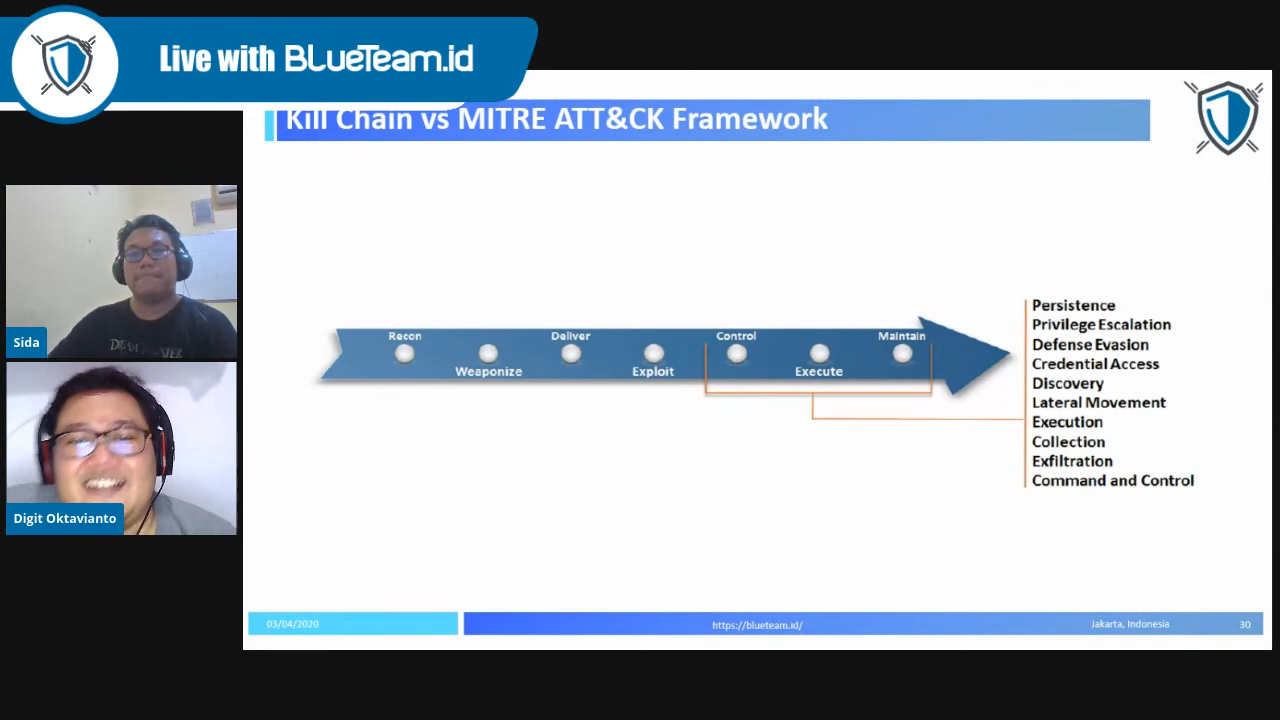 Live with BLueTeam.id
Kill Chain vs MITRE ATT&CK Framework
Sida
Digit Oktavianto
Recon
Weaponize
Deliver
Exploit
Control
Execute
Maintain
Persistence
Privilege Escalation
Defense Evasion
Credential Access
Discovery
Lateral Movement
Execution
Collection
Exfiltration
Command and Control
03/04/2020
https://blueteam.id/
Jakarta, Indonesia
30